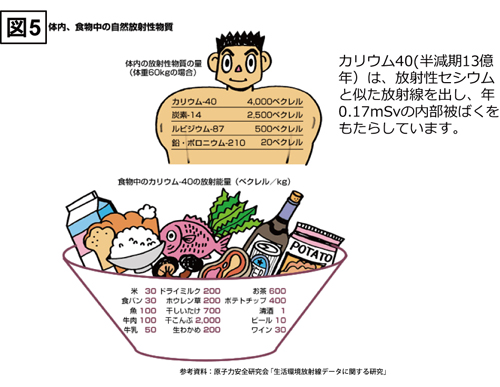 図5 体内、食物中の自然放射性物質
体内の放射性物質の量
(体重60kgの場合)
カリウム-40 4,000ベクレル
炭素-14 2,500ベクレル
ルビジウム-87 500ベクレル
鉛・ポロニウム-210 20ベクレル
カリウム40(半減期13億
年）は、放射性セシウム
と似た放射線を出し、年
0.17mSvの内部被ばくを
もたらしています。
食物中のカリウム-40の放射能量（ベクレル／kg）
POTATO
米 30 ドライミルク 200 お茶 600
食パン 30 ホウレン草 200 ポテトチップ 400
魚 100 干ししいたけ 700 清酒 1
牛肉 100 干こんぶ 2,000 ビール 10
牛乳 50 生わかめ 200 ワイン 30
参考資料：原子力安全研究会「生活環境放射線データに関する研究」